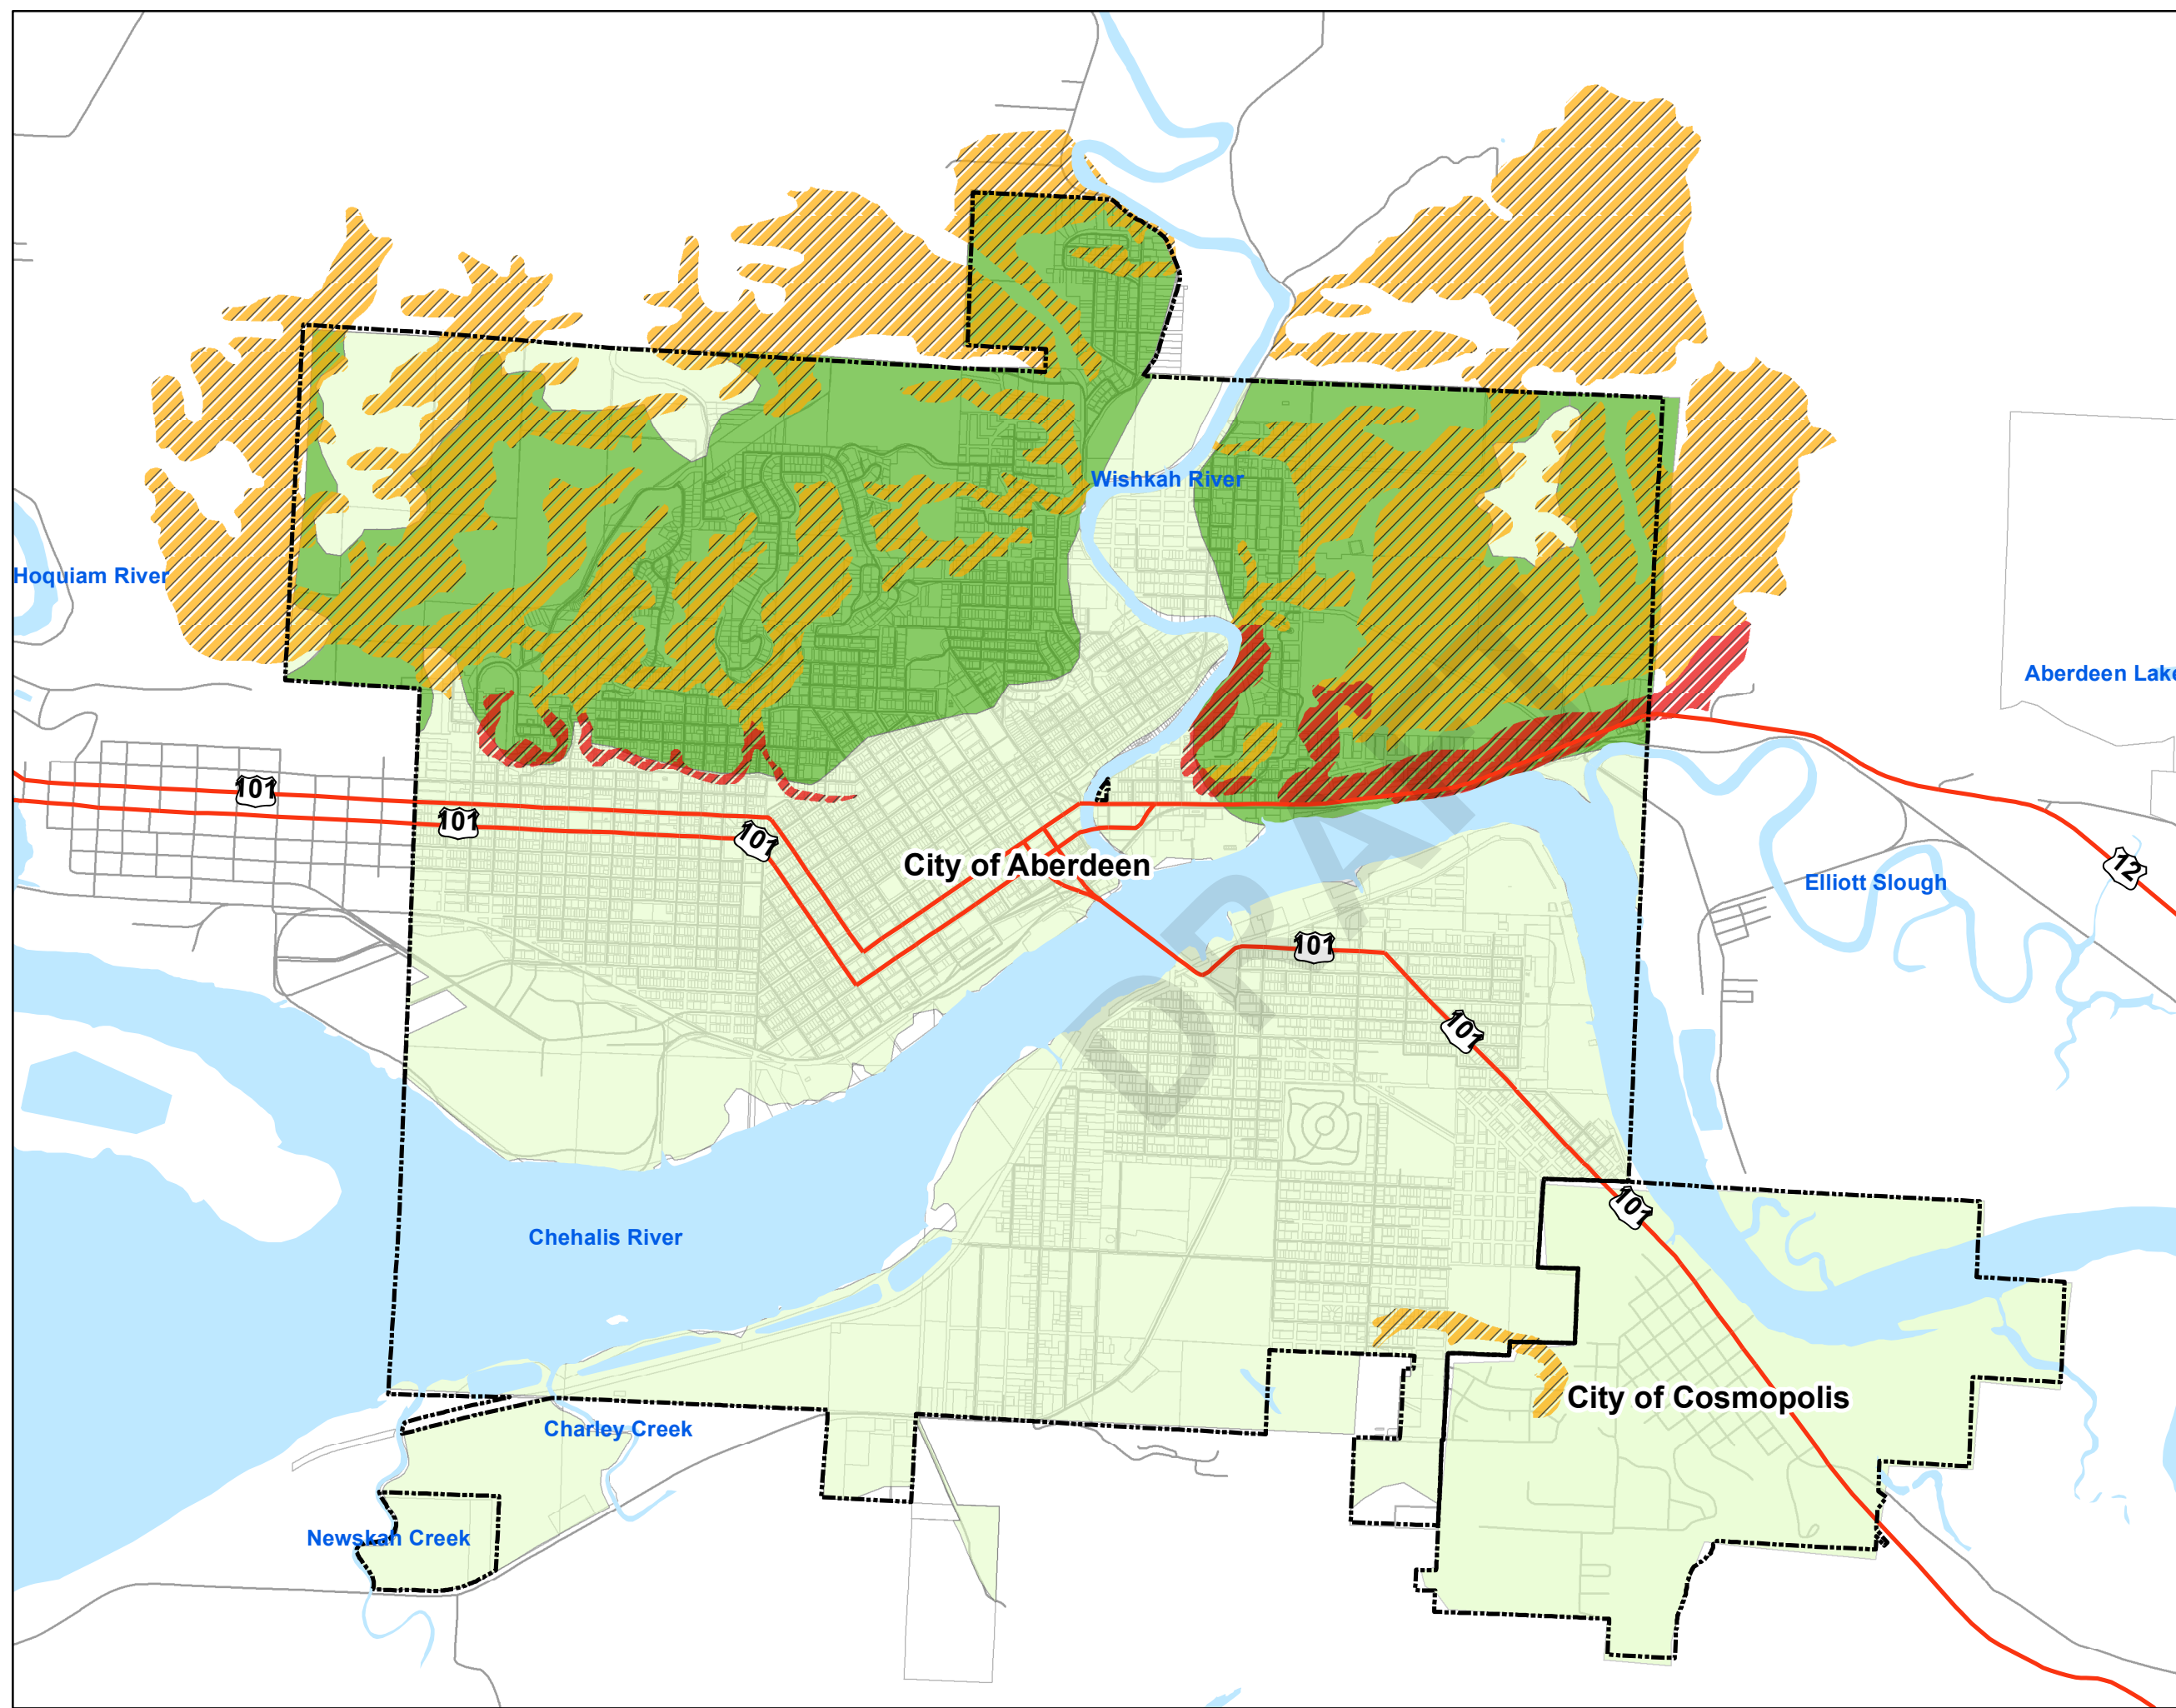 Wishkah River
Hoquiam River
Aberdeen Lake
101
101
101
City of Aberdeen
12
Elliott Slough
101
101
DRAFT
101
Chehalis River
City of Cosmopolis
Charley Creek
Newskah Creek